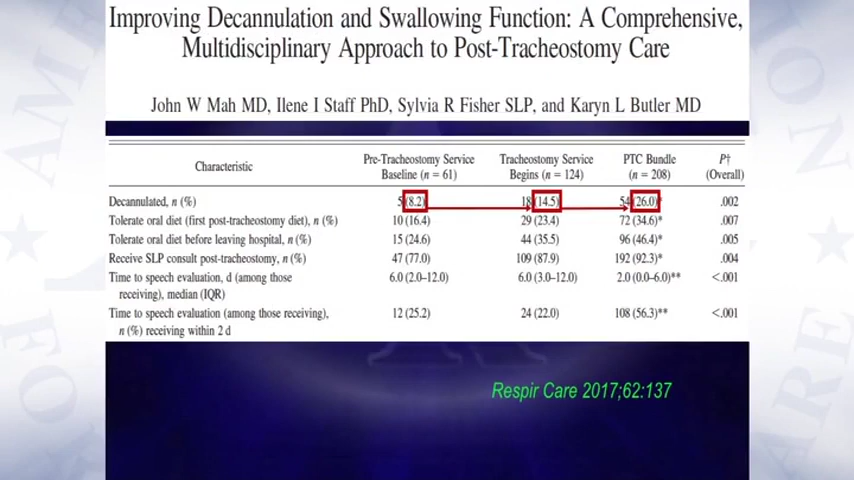 Improving Decannulation and Swallowing Function: A Comprehensive,
Multidisciplinary Approach to Post-Tracheostomy Care
John W Mah MD, Ilene I Staff PhD, Sylvia R Fisher SLP, and Karyn L Butler MD
Characteristic Pre-Tracheostomy Service Baseline (n = 61) Tracheostomy Service Begins (n = 124) PTC Bundle (n = 208) P† (Overall)
Decannulated, n (%) 5 (8.2) 18 (14.5) 54 (26.0)* .002
Tolerate oral diet (first post-tracheostomy diet), n (%) 10 (16.4) 29 (23.4) 72 (34.6)* .007
Tolerate oral diet before leaving hospital, n (%) 15 (24.6) 44 (35.5) 96 (46.4)* .005
Receive SLP consult post-tracheostomy, n (%) 47 (77.0) 109 (87.9) 192 (92.3)* .004
Time to speech evaluation, d (among those 6.0 (2.0–12.0) 6.0 (3.0–12.0) 2.0 (0.0–6.0)** <.001
receiving), median (IQR)
Time to speech evaluation (among those receiving), 12 (25.2) 24 (22.0) 108 (56.3)** <.001
n (%) receiving within 2 d
Respir Care 2017;62:137